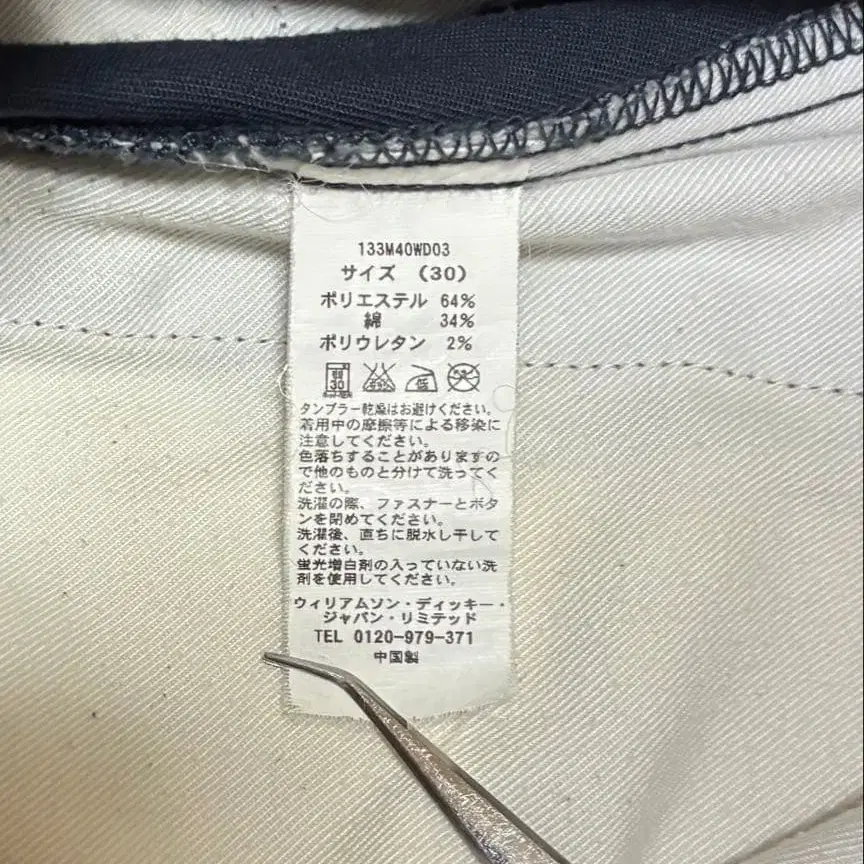 133M40WD03
サイズ (30)
ポリエステル 64%
綿 34%
ポリウレタン 2%
30
低
タンブラー乾燥はお避けください。
着用中の摩擦等による移染に
注意してください。
色落ちすることがありますの
で他のものと分けて洗ってく
ださい。
洗濯の際、ファスナーとボタ
ンを閉めてください。
洗濯後、直ちに脱水し干して
ください。
蛍光増白剤の入っていない洗
剤を使用してください。
ウィリアムソン・ディッキー・
ジャパン・リミテッド
TEL 0120-979-371
中国製